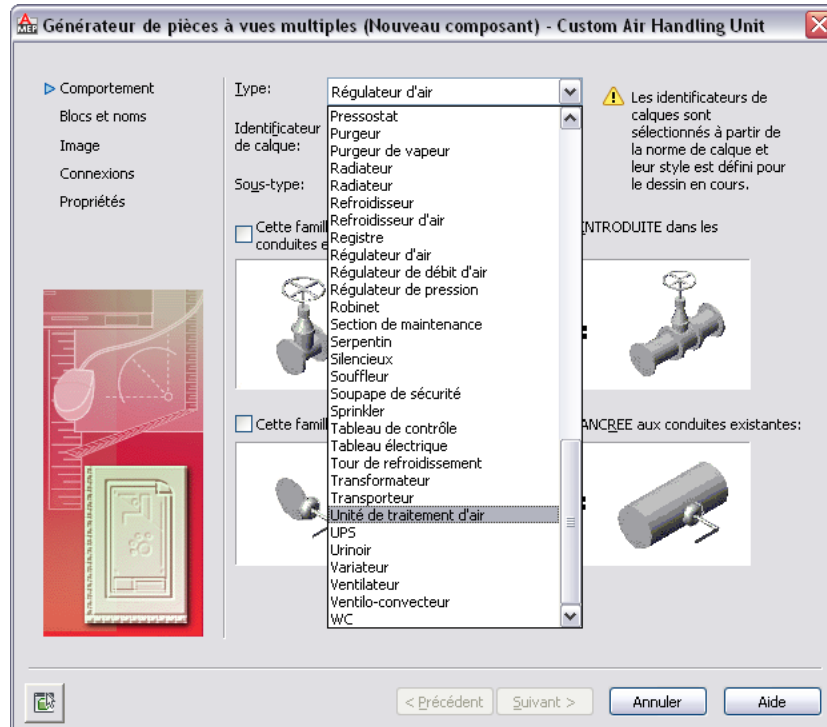 MEP
Générateur de pièces à vues multiples (Nouveau composant) - Custom Air Handling Unit
Comportement
Blocs et noms
Image
Connexions
Propriétés
Type:
Régulateur d'air
Identificateur
de calque:
Sous-type:
Les identificateurs de
calques sont
sélectionnés à partir de
la norme de calque et
leur style est défini pour
le dessin en cours.
Pressostat
Purgeur
Purgeur de vapeur
Radiateur
Radiateur
Refroidisseur
Refroidisseur d'air
Registre
Régulateur d'air
Régulateur de débit d'air
Régulateur de pression
Robinet
Section de maintenance
Serpentin
Silencieux
Souffleur
Soupape de sécurité
Sprinkler
Tableau de contrôle
Tableau électrique
Tour de refroidissement
Transformateur
Transporteur
Unité de traitement d'air
UPS
Urinoir
Variateur
Ventilateur
Ventilo-convecteur
WC
Cette famil
conduites e
NTRODUITE dans les
Cette famil
ANCREE aux conduites existantes:
< Précédent
Suivant >
Annuler
Aide